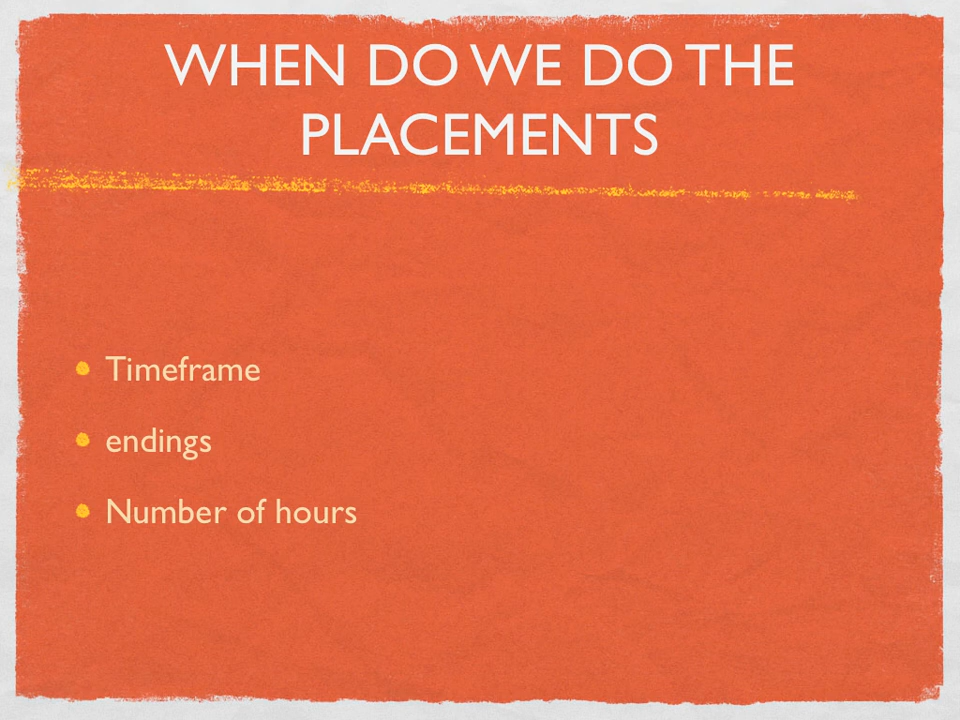 WHEN DO WE DO THE
PLACEMENTS
Timeframe
endings
Number of hours